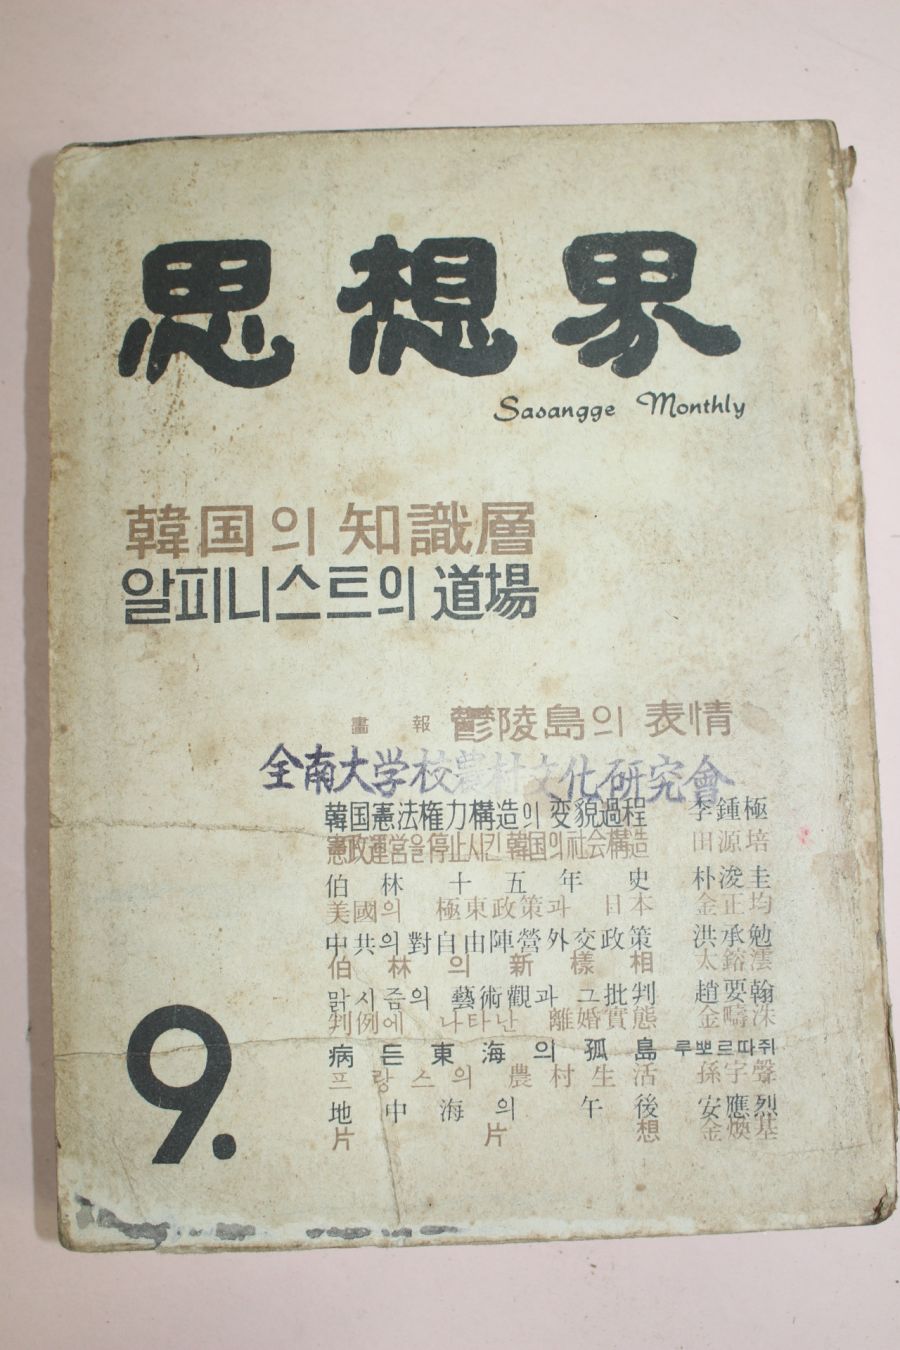 思想界
Sasangge Monthly
韓国의 知識層
알피니스트의 道場
畵報 鬱陵島의 表情
全南大学校農村文化研究會
韓国憲法権力構造의 変貌過程 李鍾極
憲政運営을 停止시킨 韓国의 社会構造 田源培
伯林十五年史 朴浚圭
美國의 極東政策과 日本 金正均
中共의 對自由陣營外交政策 洪承勉
伯林의 新樣相 太鎔澐
맑시즘의 藝術觀과 그 批判 趙要翰
判例에 나타난 離婚實態 金疇洙
病든 東海의 孤島 루뽀르따쥐
프랑스의 農村生活 孫宇聲
地中海의 午後 安應烈
片片想 金煥基
9.